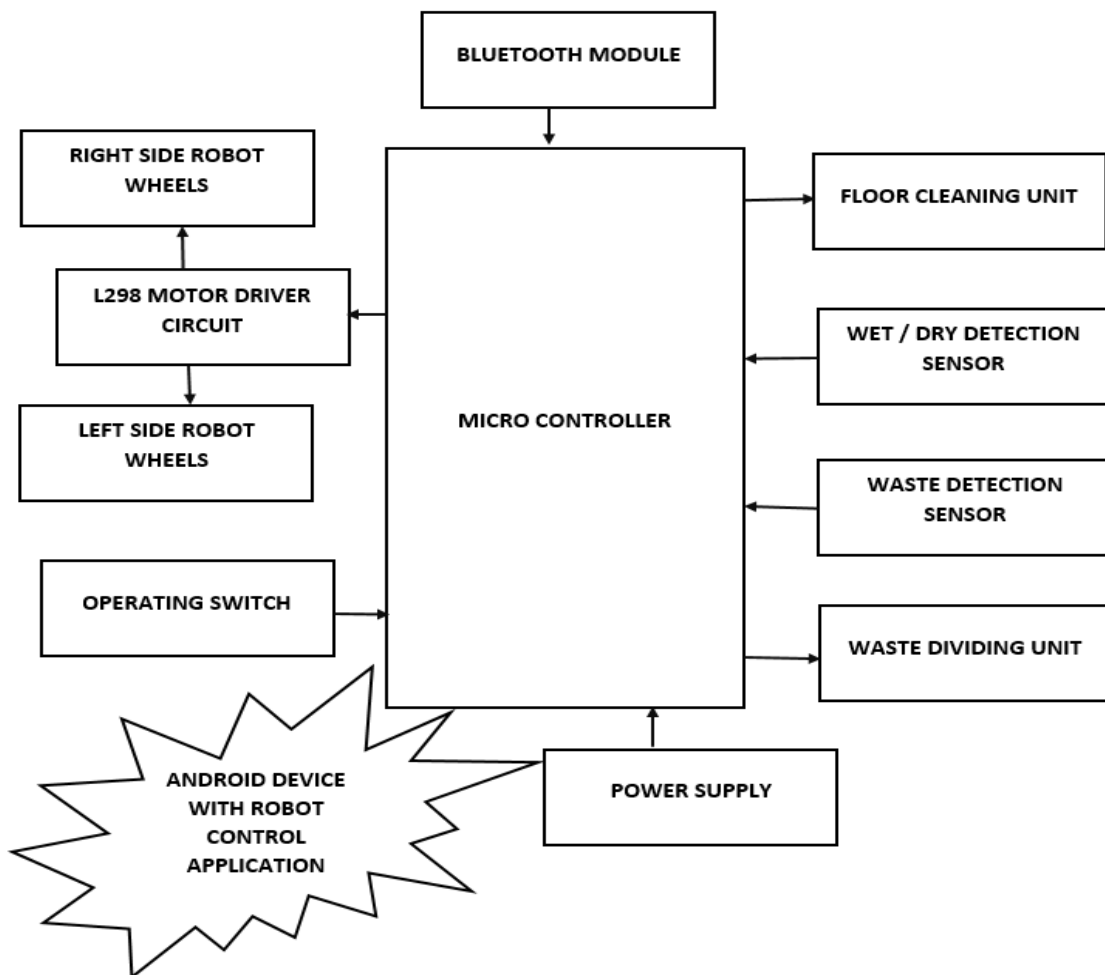 BLUETOOTH MODULE
RIGHT SIDE ROBOT
WHEELS
FLOOR CLEANING UNIT
L298 MOTOR DRIVER
CIRCUIT
WET / DRY DETECTION
SENSOR
LEFT SIDE ROBOT
WHEELS
MICRO CONTROLLER
WASTE DETECTION
SENSOR
OPERATING SWITCH
WASTE DIVIDING UNIT
ANDROID DEVICE
WITH ROBOT
CONTROL
APPLICATION
POWER SUPPLY